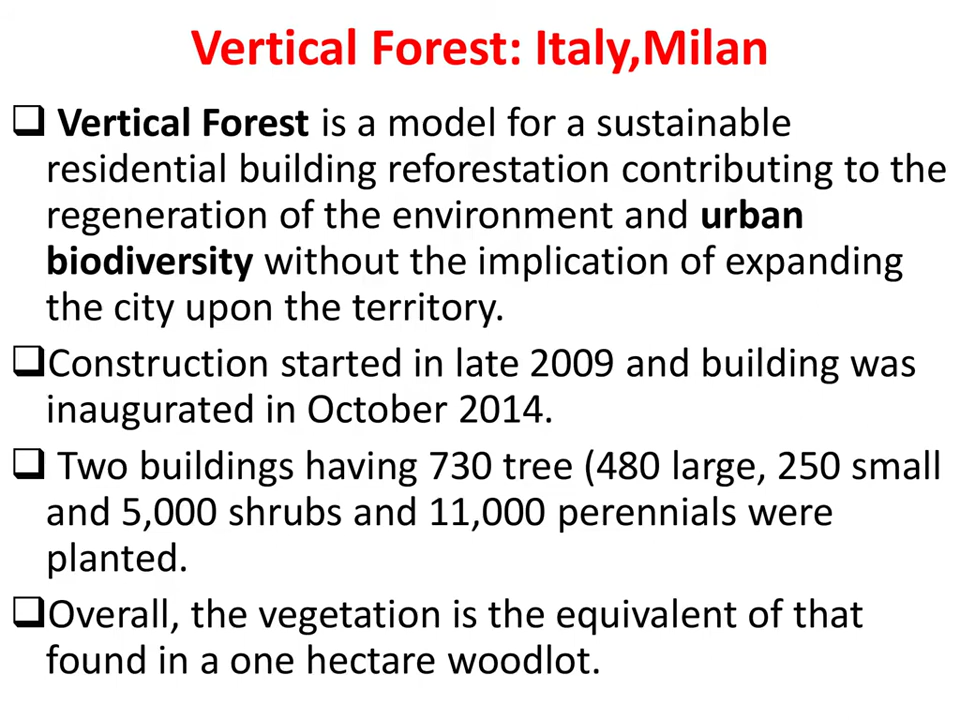 Vertical Forest: Italy,Milan
❑ Vertical Forest is a model for a sustainable
residential building reforestation contributing to the
regeneration of the environment and urban
biodiversity without the implication of expanding
the city upon the territory.
❑Construction started in late 2009 and building was
inaugurated in October 2014.
❑ Two buildings having 730 tree (480 large, 250 small
and 5,000 shrubs and 11,000 perennials were
planted.
❑Overall, the vegetation is the equivalent of that
found in a one hectare woodlot.